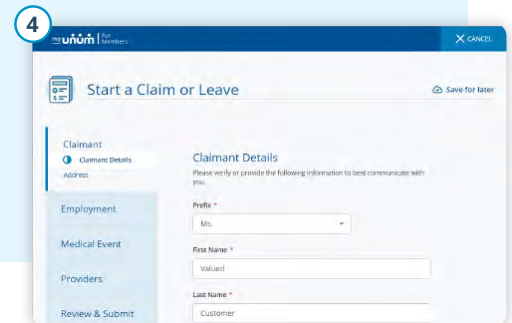 4
my unum | For Members
X CANCEL
Start a Claim or Leave
Save for later
Claimant
Claimant Details
Address
Employment
Medical Event
Providers
Review & Submit
Claimant Details
Please verify or provide the following information to best communicate with
you.
Prefix *
Ms.
First Name *
Valued
Last Name *
Customer